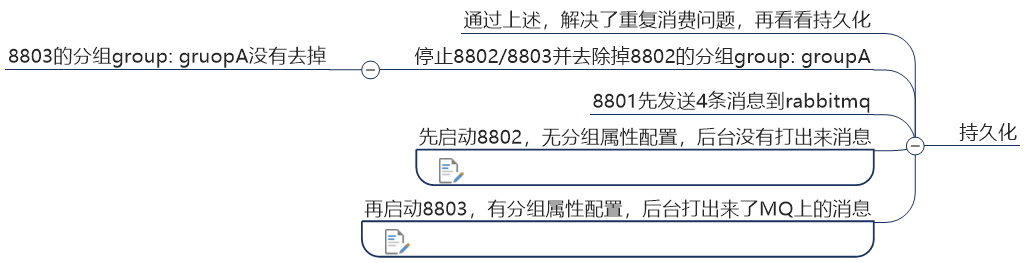 通过上述，解决了重复消费问题，再看看持久化
8803的分组group: gruopA没有去掉
停止8802/8803并去除掉8802的分组group: groupA
8801先发送4条消息到rabbitmq
持久化
先启动8802，无分组属性配置，后台没有打出来消息
再启动8803，有分组属性配置，后台打出来了MQ上的消息